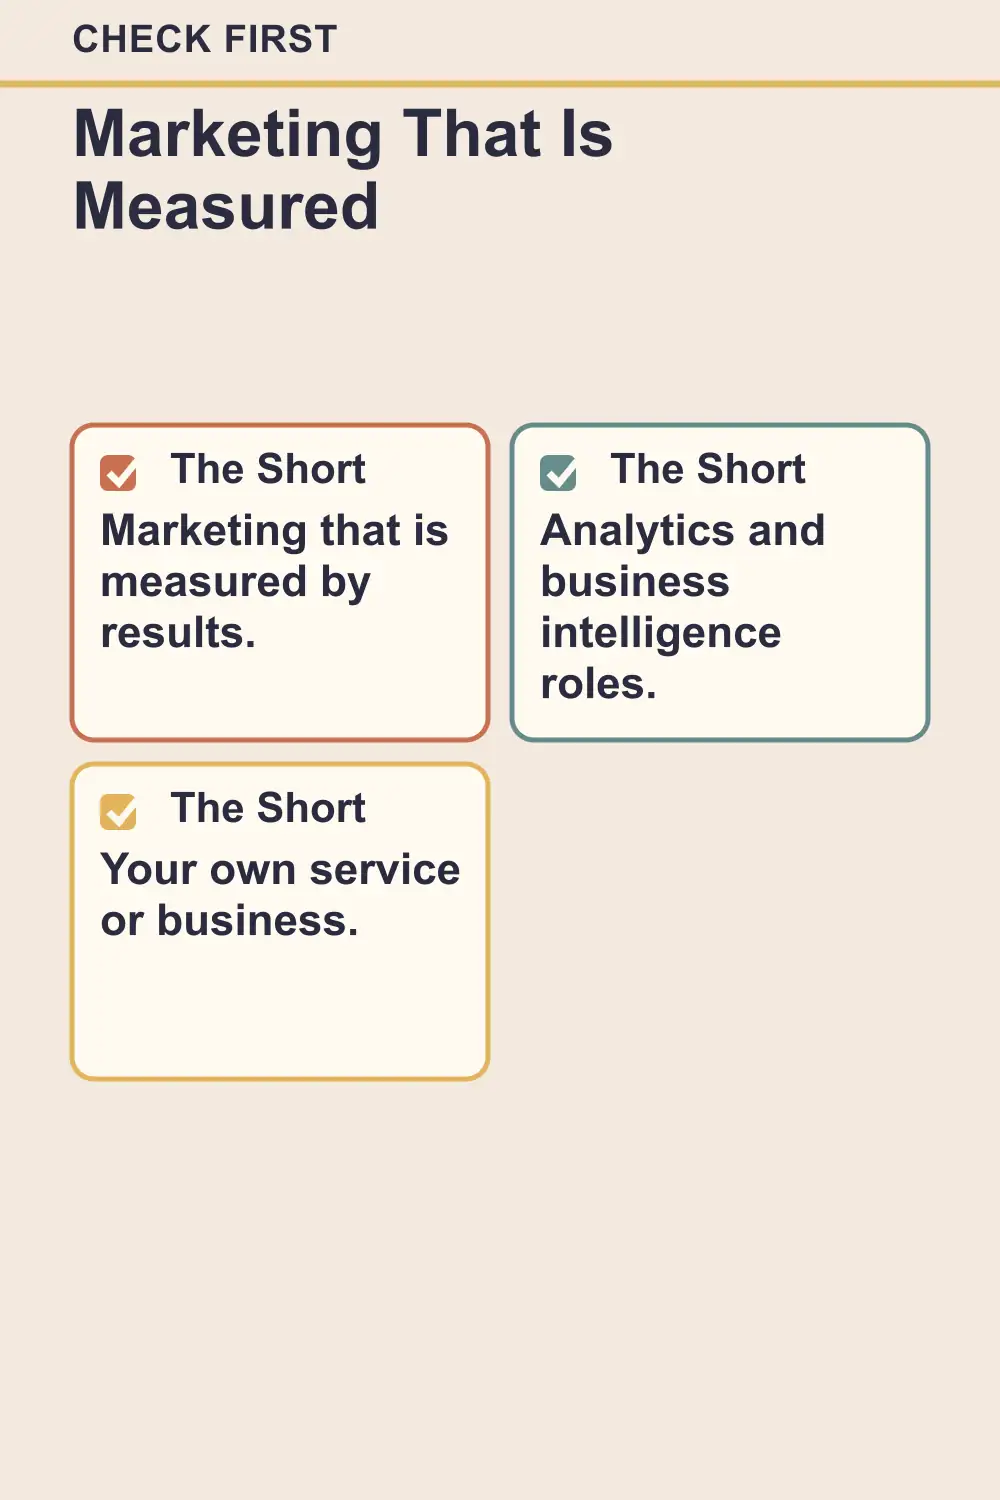 CHECK FIRST
Marketing That Is
Measured
The Short
Marketing that is
measured by
results.
The Short
Analytics and
business
intelligence
roles.
The Short
Your own service
or business.